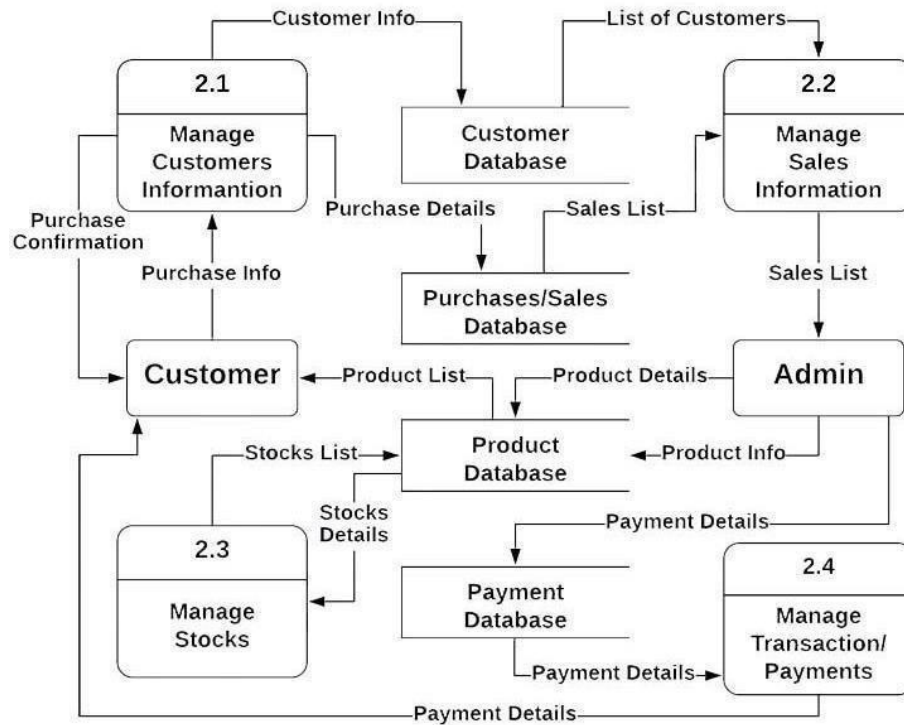 Customer Info
List of Customers
2.1
Manage
Customers
Informantion
Customer
Database
2.2
Manage
Sales
Information
Purchase
Confirmation
Purchase Details
Sales List
Purchase Info
Purchases/Sales
Database
Sales List
Customer
Product List
Product Details
Admin
Stocks List
Product
Database
Product Info
Stocks
Details
Payment Details
2.3
Manage
Stocks
Payment
Database
2.4
Manage
Transaction/
Payments
Payment Details
Payment Details